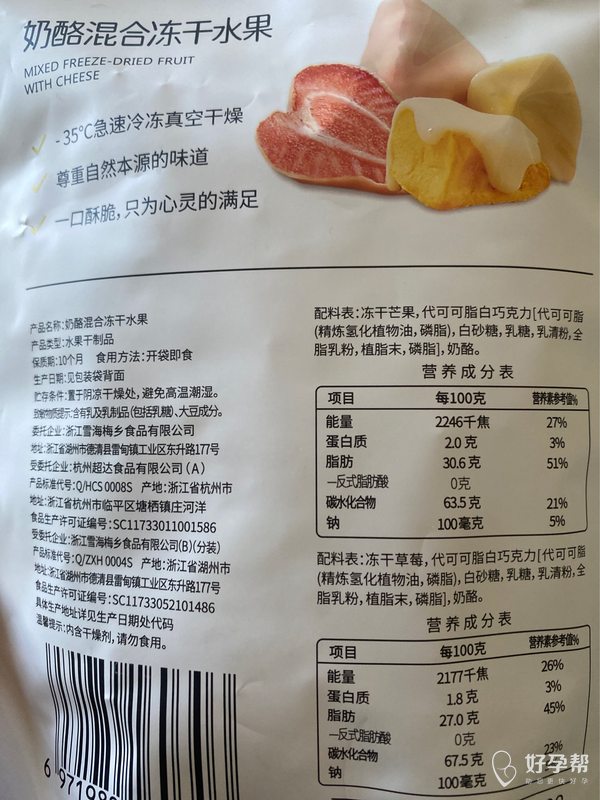 奶酪混合冻干水果
MIXED FREEZE-DRIED FRUIT
WITH CHEESE
-35℃急速冷冻真空干燥
尊重自然本源的味道
一口酥脆,只为心灵的满足
产品名称:奶酪混合冻干水果
产品类型:水果干制品
保质期:10个月 食用方法:开袋即食
生产日期:见包装袋背面
贮存条件:置于阴凉干燥处,避免高温潮湿。
致敏物质提示:含有乳及乳制品(包括乳糖)、大豆成分。
委托企业:浙江雪海梅乡食品有限公司
地址:浙江省湖州市德清县雷甸镇工业区东升路177号
受委托企业:杭州超达食品有限公司(A)
产品标准代号:Q/HCS 0008S 产地:浙江省杭州市
地址:浙江省杭州市临平区塘栖镇庄河洋
食品生产许可证编号:SC11733011001586
受委托企业:浙江雪海梅乡食品有限公司(B)(分装)
产品标准代号:Q/ZXH 0004S 产地:浙江省湖州市
地址:浙江省湖州市德清县雷甸镇工业区东升路177号
食品生产许可证编号:SC11733052101486
具体生产地址详见生产日期处代码
温馨提示:内含干燥剂,请勿食用。
6 971988
配料表:冻干芒果,代可可脂白巧克力[代可可脂
(精炼氢化植物油,磷脂),白砂糖,乳糖,乳清粉,全
脂乳粉,植脂末,磷脂],奶酪。
营养成分表
项目 每100克 营养素参考值%
能量 2246千焦 27%
蛋白质 2.0克 3%
脂肪 30.6克 51%
—反式脂肪酸 0克
碳水化合物 63.5克 21%
钠 100毫克 5%
配料表:冻干草莓,代可可脂白巧克力[代可可脂
(精炼氢化植物油,磷脂),白砂糖,乳糖,乳清粉,全
脂乳粉,植脂末,磷脂],奶酪。
营养成分表
项目 每100克 营养素参考值%
能量 2177千焦 26%
蛋白质 1.8克 3%
脂肪 27.0克 45%
—反式脂肪酸 0克
碳水化合物 67.5克 23%
钠 100毫克
好孕帮
助您更快好孕